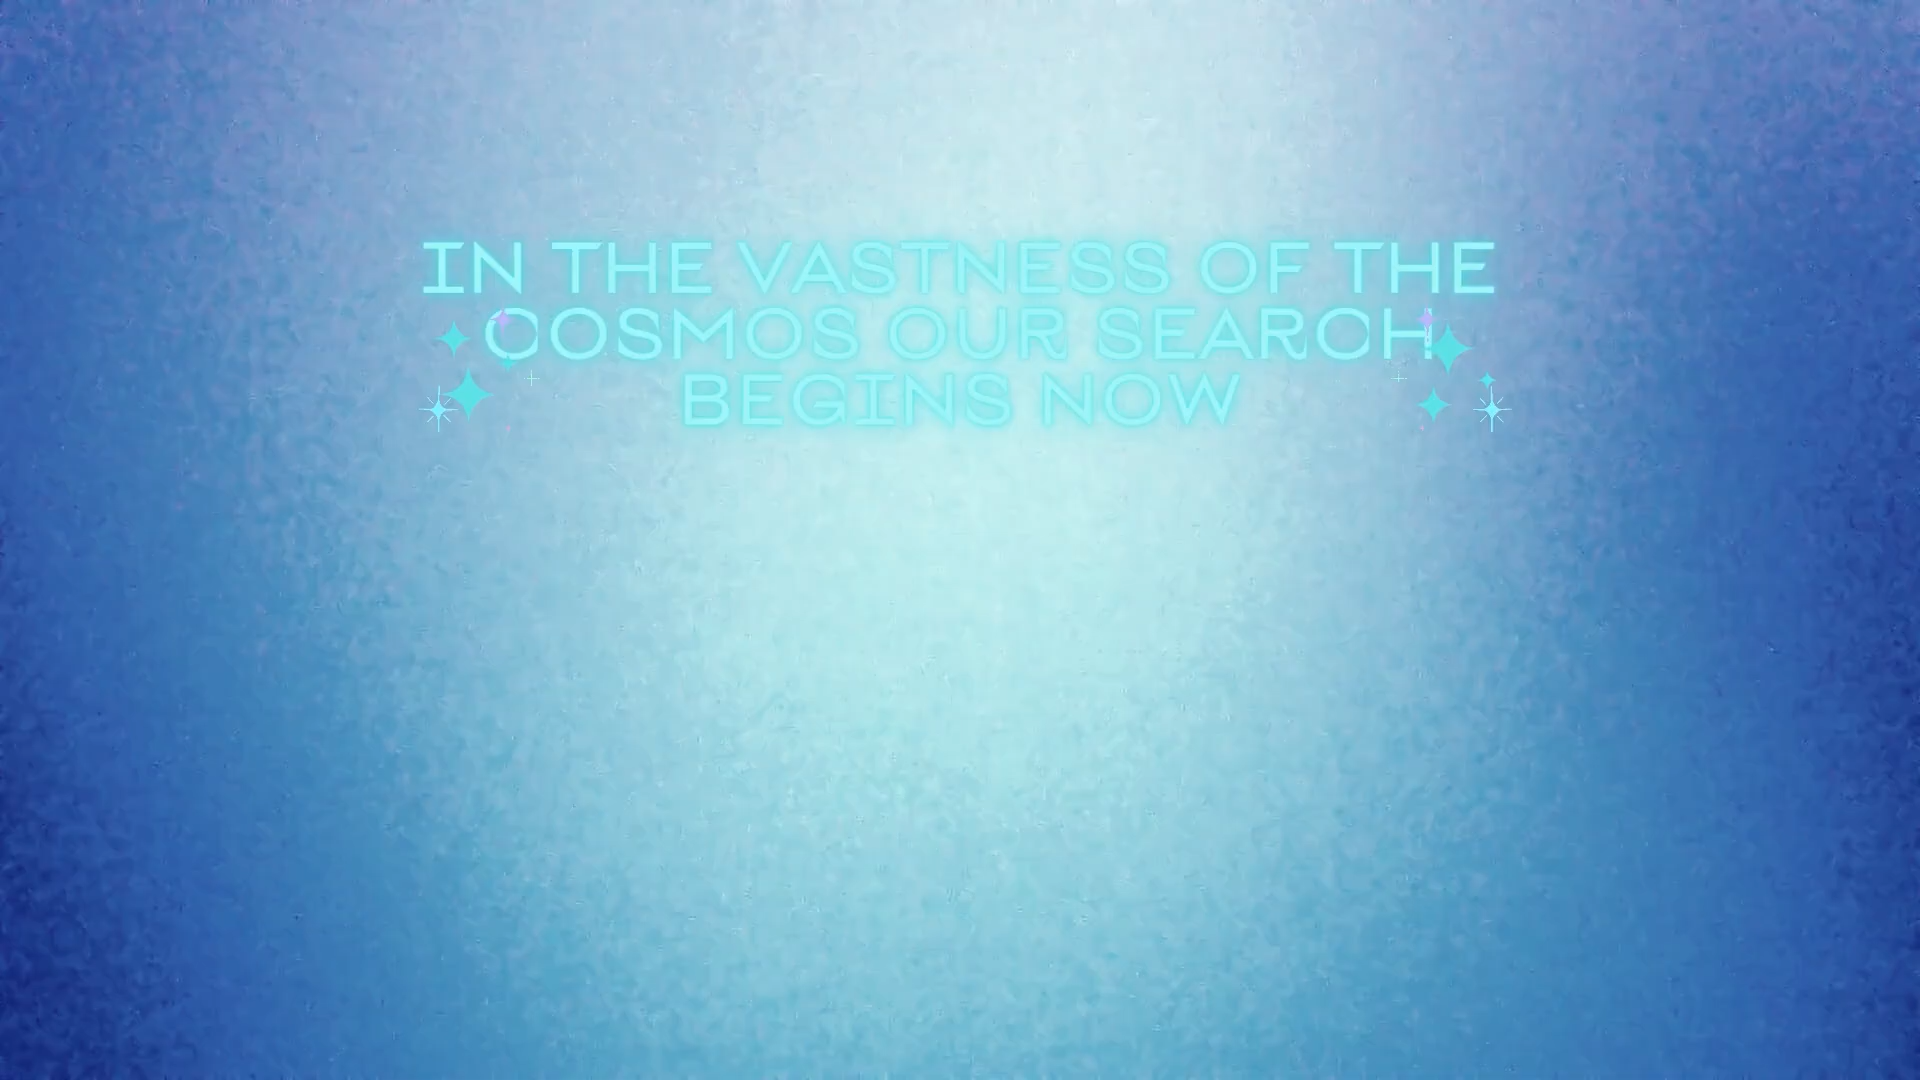 IN THE VASTNESS OF THE
COSMOS OUR SEARCH
BEGINS NOW